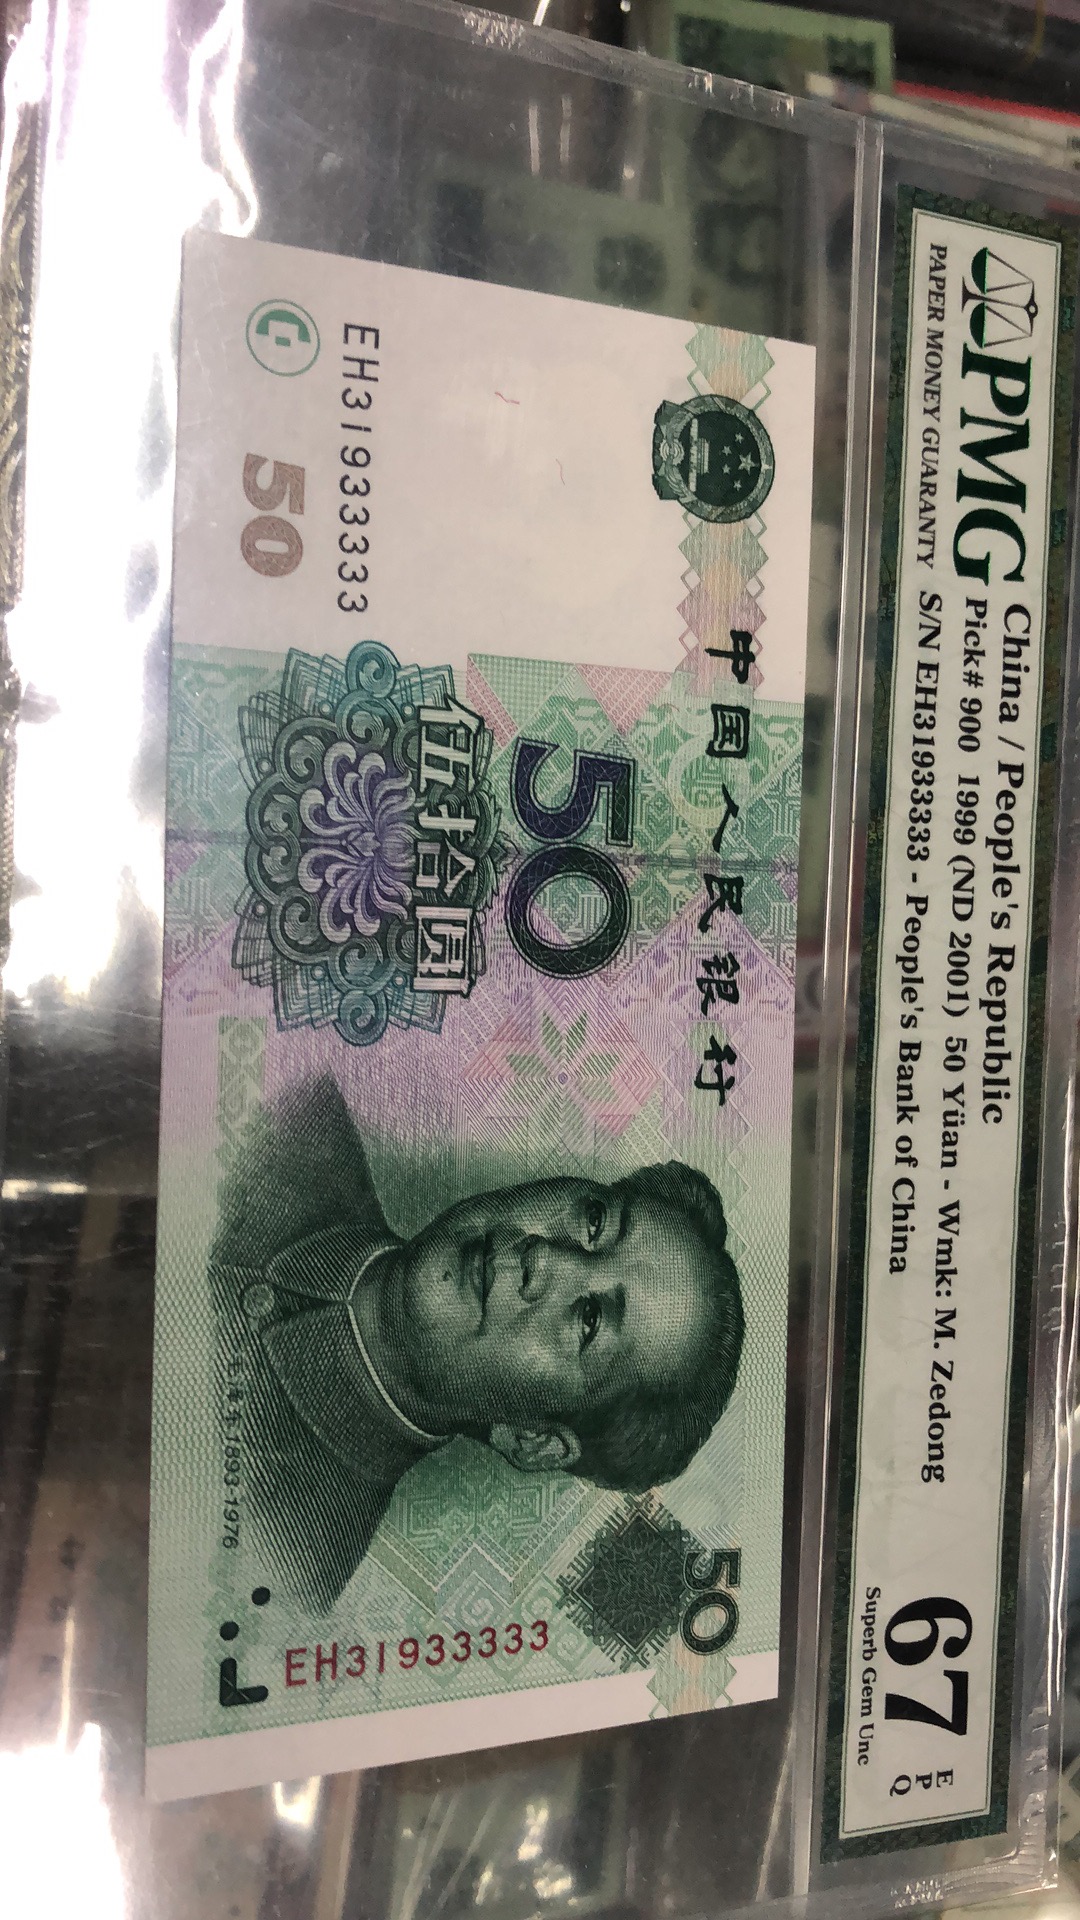 PMG
PAPER MONEY GUARANTY
China / People's Republic
Pick# 900 1999 (ND 2001) 50 Yüan - Wmk: M. Zedong
S/N EH31933333 - People's Bank of China
67
EPQ
Superb Gem Unc
中国人民银行
50
50
伍拾圆
EH31933333
50
EH31933333
毛泽东 1893-1976